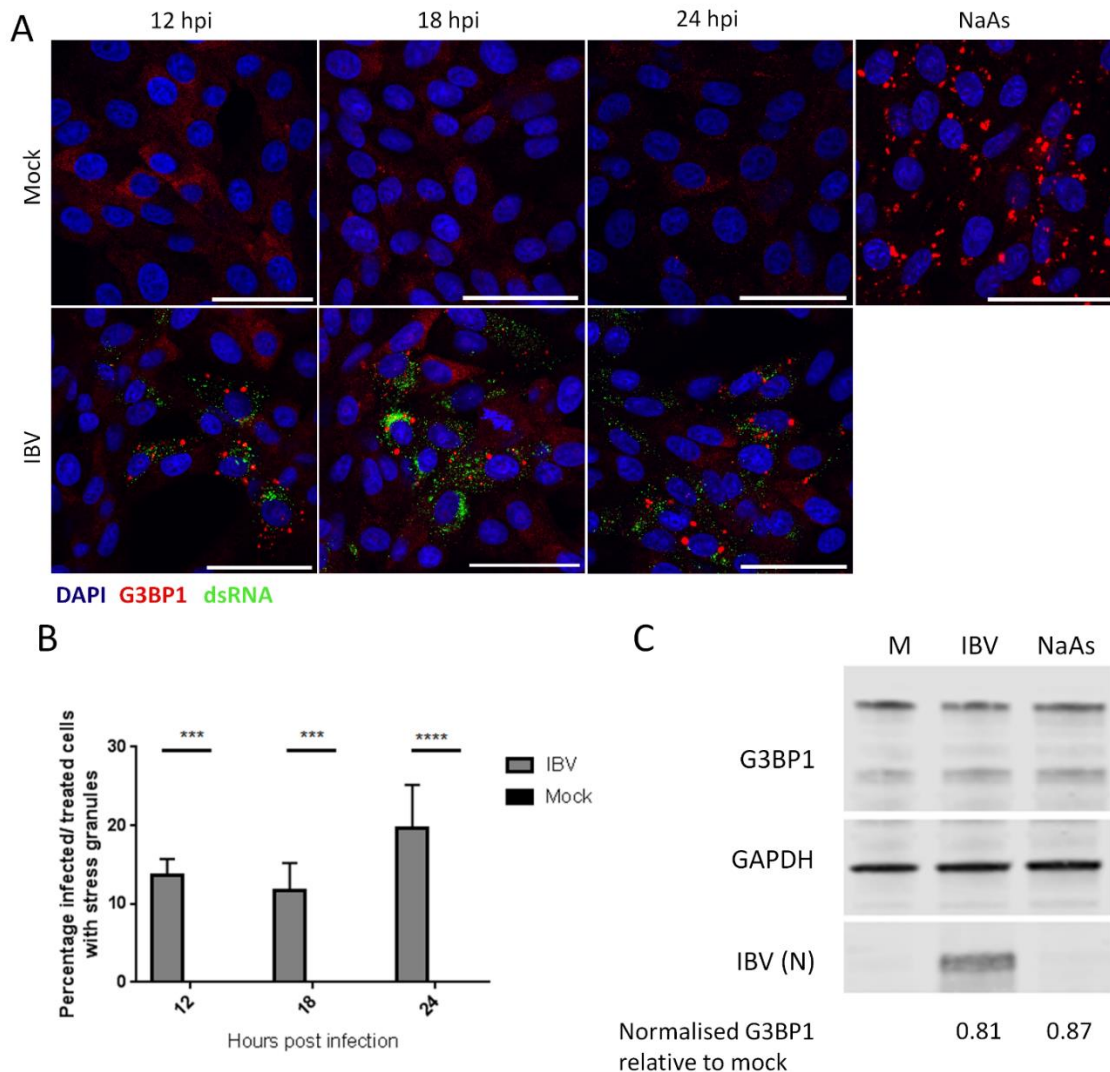 A
12 hpi
18 hpi
24 hpi
NaAs
Mock
IBV
DAPI G3BP1 dsRNA
B
Percentage infected/ treated cells
with stress granules
30
20
10
0
*** *** ****
IBV
Mock
12 18 24
Hours post infection
C
M IBV NaAs
G3BP1
GAPDH
IBV (N)
Normalised G3BP1
relative to mock
0.81 0.87